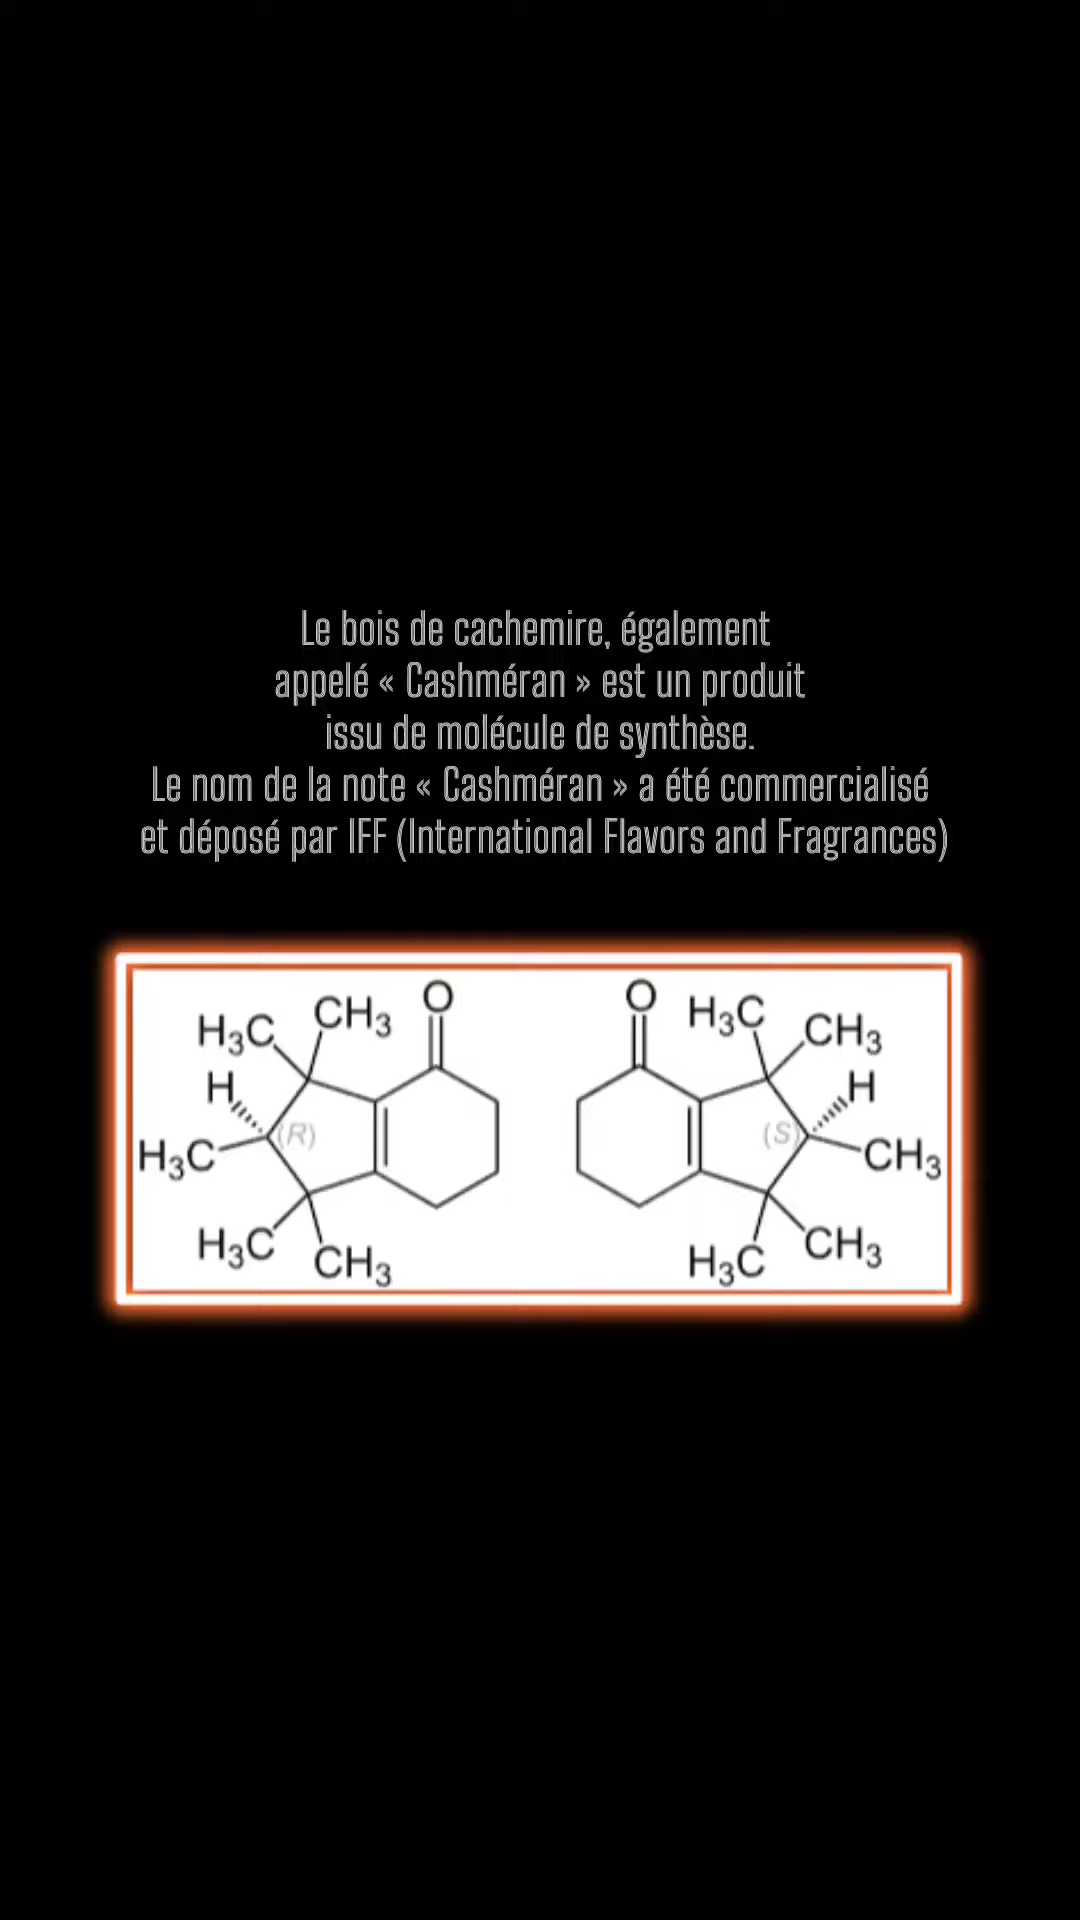 Le bois de cachemire, également
appelé « Cashméran » est un produit
issu de molécule de synthèse.
Le nom de la note « Cashméran » a été commercialisé
et déposé par IFF (International Flavors and Fragrances)
H₃C CH₃ O O H₃C CH₃
H H
(R) (S)
H₃C CH₃
H₃C CH₃ H₃C CH₃